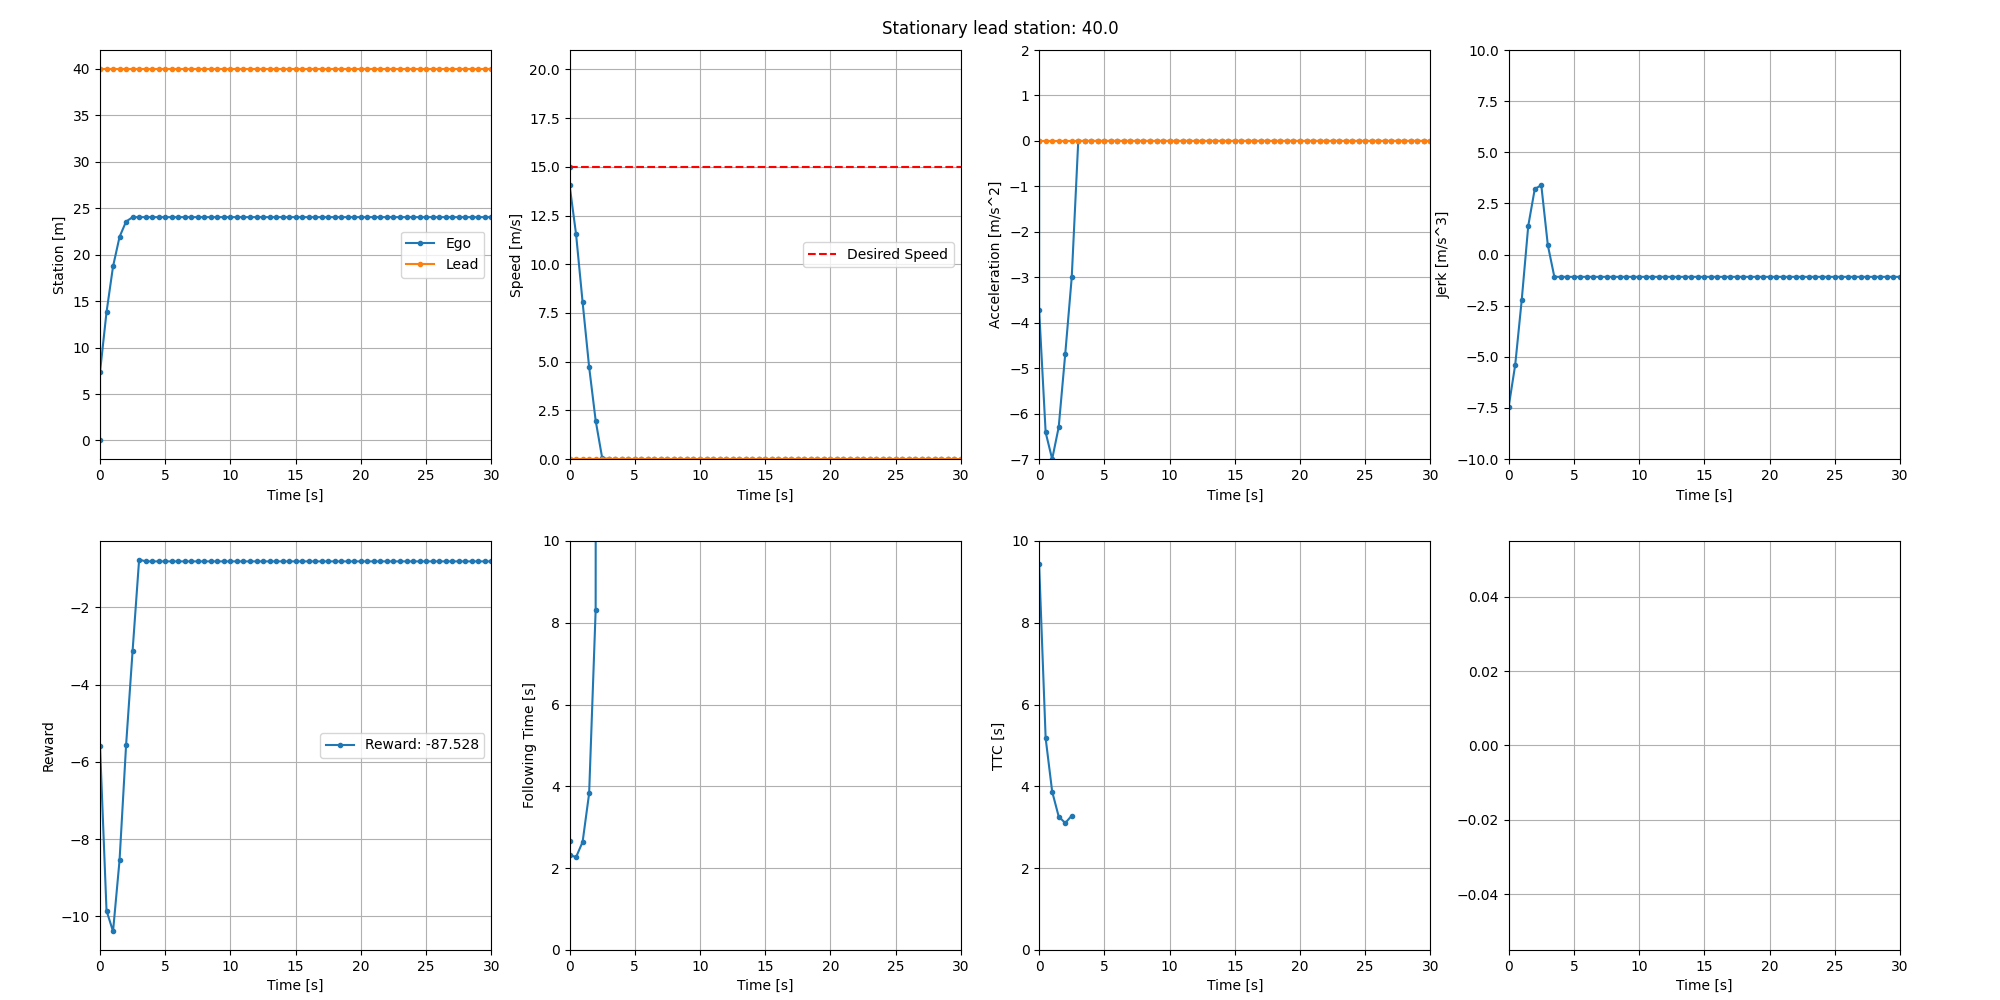 Stationary lead station: 40.0
40
35
30
25
20
15
10
5
0
Station [m]
Ego
Lead
0 5 10 15 20 25 30
Time [s]
20.0
17.5
15.0
12.5
10.0
7.5
5.0
2.5
0.0
Speed [m/s]
Desired Speed
0 5 10 15 20 25 30
Time [s]
2
1
0
−1
−2
−3
−4
−5
−6
−7
Acceleration [m/s^2]
0 5 10 15 20 25 30
Time [s]
10.0
7.5
5.0
2.5
0.0
−2.5
−5.0
−7.5
−10.0
Jerk [m/s^3]
0 5 10 15 20 25 30
Time [s]
−2
−4
−6
−8
−10
Reward
Reward: -87.528
0 5 10 15 20 25 30
Time [s]
10
8
6
4
2
0
Following Time [s]
0 5 10 15 20 25 30
Time [s]
10
8
6
4
2
0
TTC [s]
0 5 10 15 20 25 30
Time [s]
0.04
0.02
0.00
−0.02
−0.04
0 5 10 15 20 25 30
Time [s]